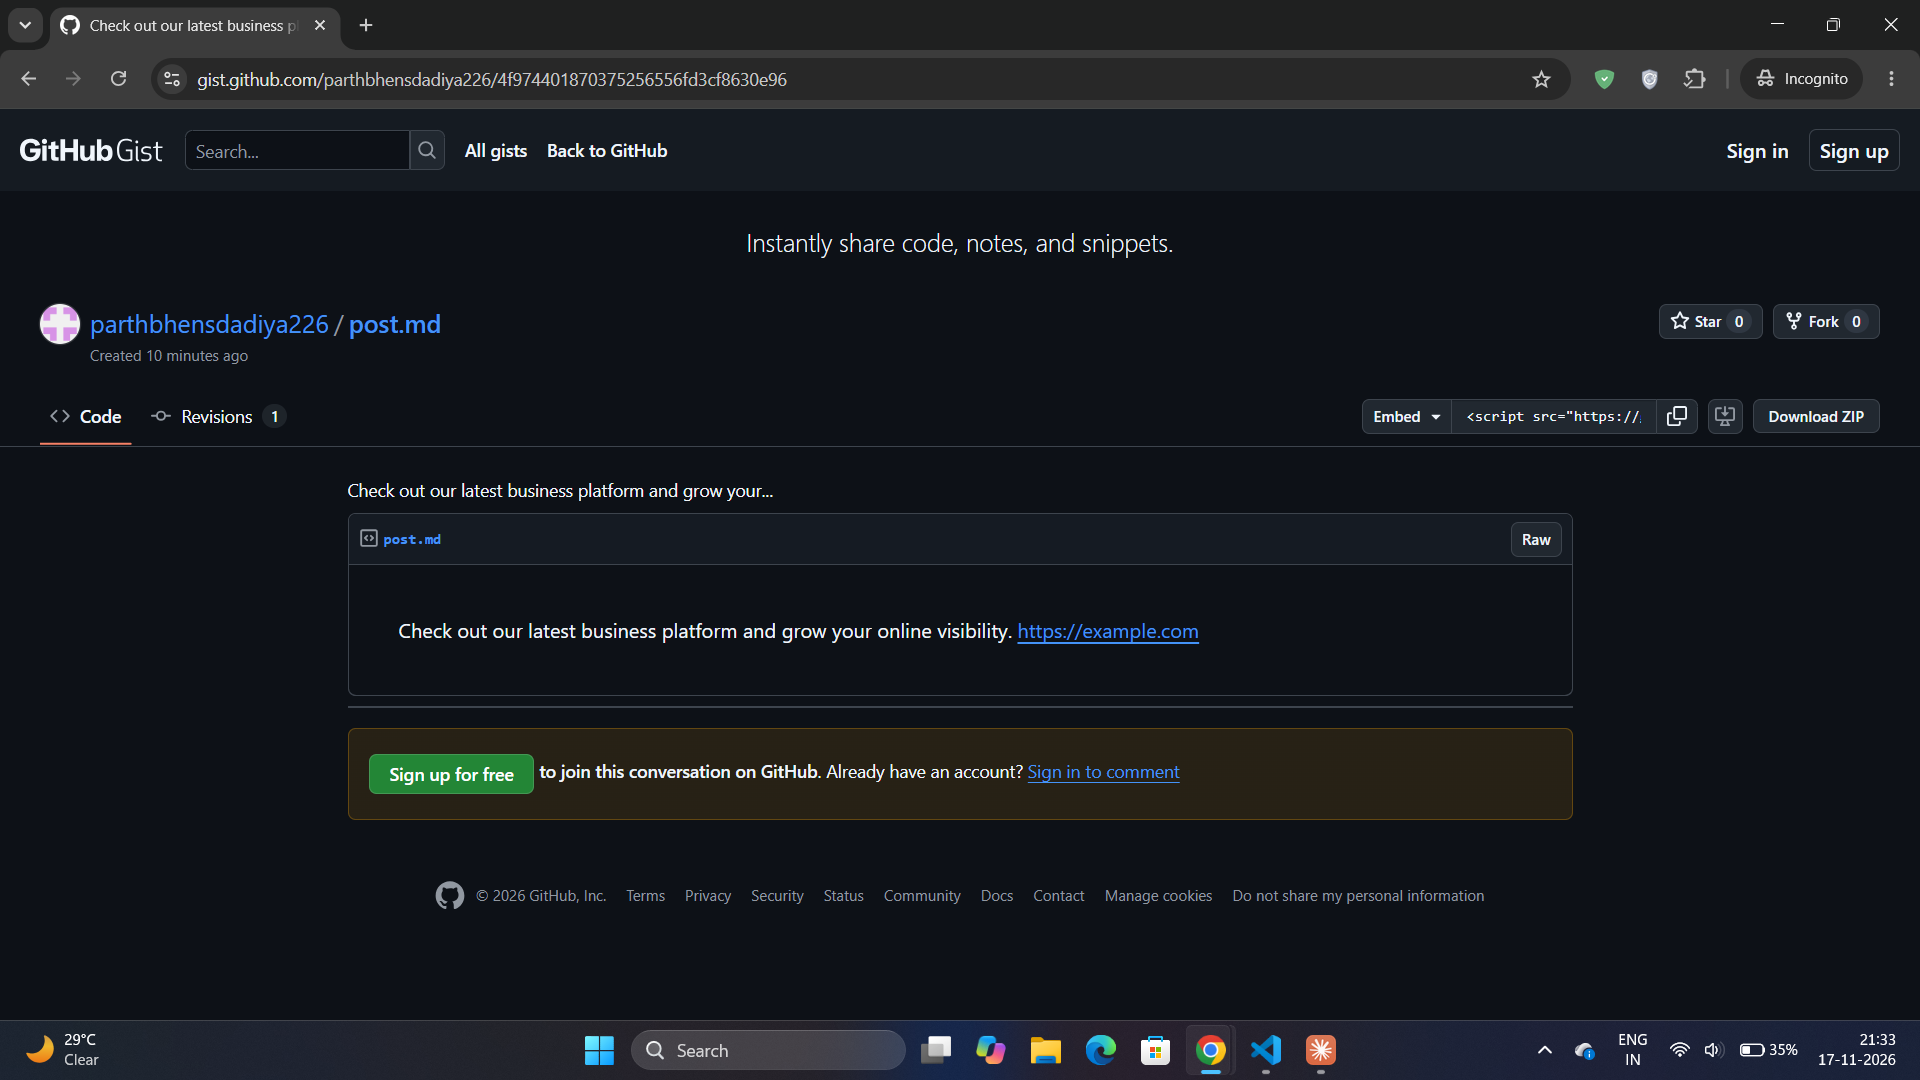 Check out our latest business p
gist.github.com/parthbhensdadiya226/4f974401870375256556fd3cf8630e96
Incognito
GitHub Gist
Search...
All gists
Back to GitHub
Sign in
Sign up
Instantly share code, notes, and snippets.
parthbhensdadiya226 / post.md
Created 10 minutes ago
Star 0
Fork 0
Code
Revisions 1
Embed
<script src="https://
Download ZIP
Check out our latest business platform and grow your...
post.md
Raw
Check out our latest business platform and grow your online visibility. https://example.com
Sign up for free to join this conversation on GitHub. Already have an account? Sign in to comment
© 2026 GitHub, Inc. Terms Privacy Security Status Community Docs Contact Manage cookies Do not share my personal information
29°C
Clear
Search
ENG
IN
35%
21:33
17-11-2026